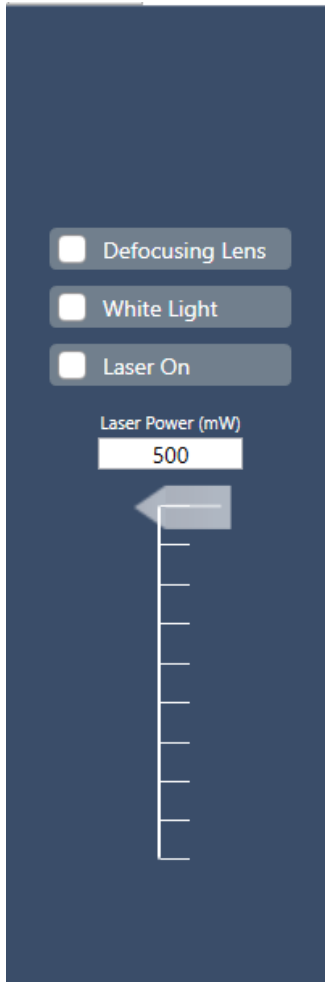 Defocusing Lens
White Light
Laser On
Laser Power (mW)
500